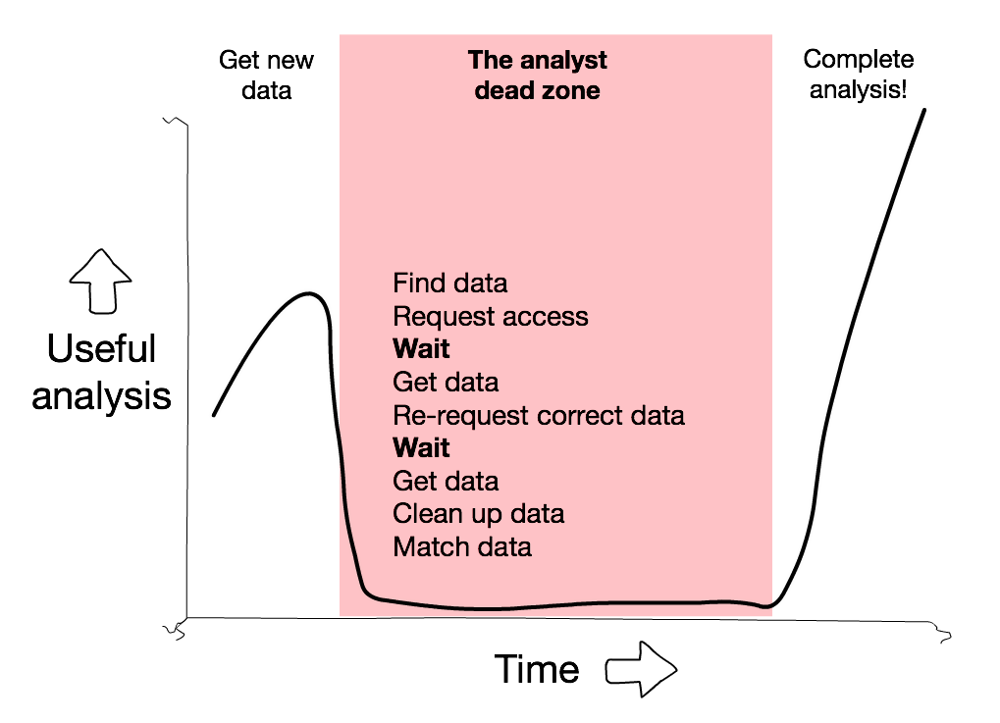 Get new
data
The analyst
dead zone
Complete
analysis!
Useful
analysis
Find data
Request access
Wait
Get data
Re-request correct data
Wait
Get data
Clean up data
Match data
Time